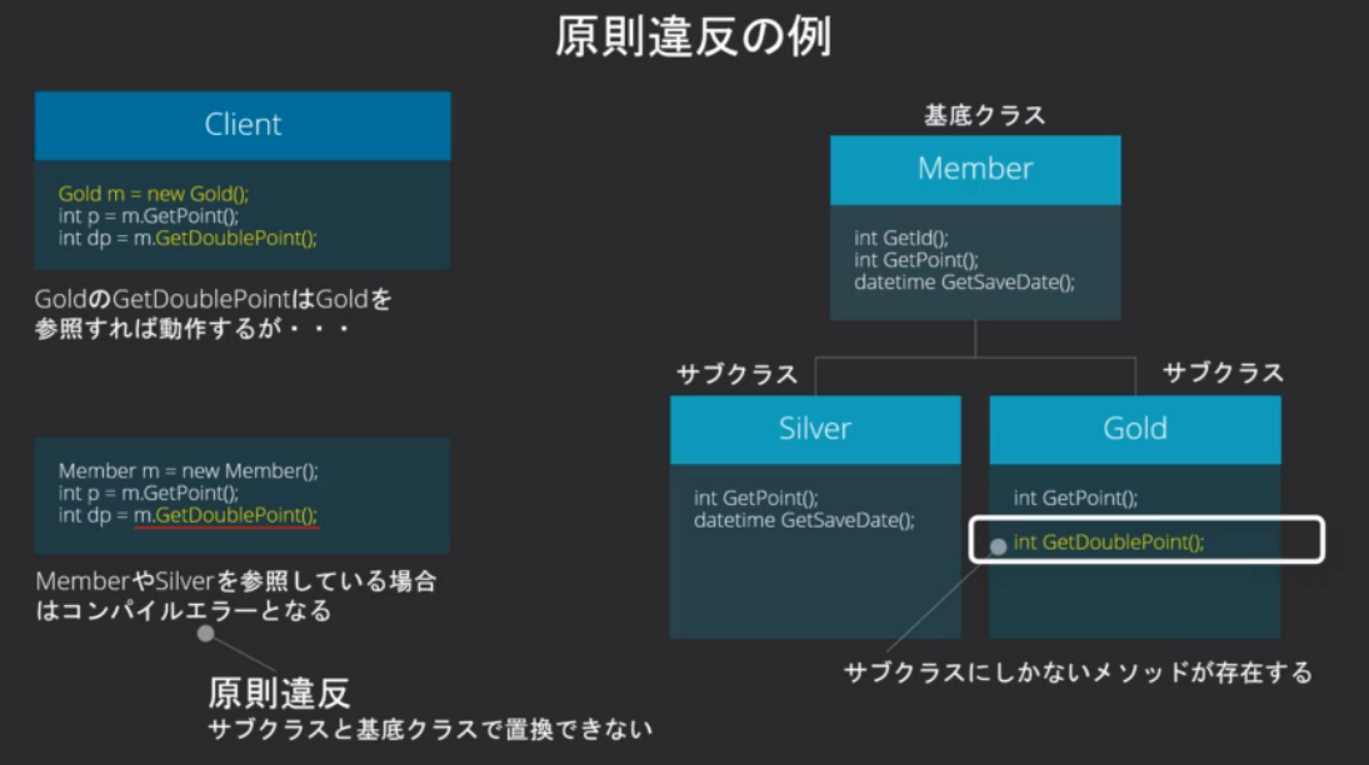 原則違反の例
Client
Gold m = new Gold();
int p = m.GetPoint();
int dp = m.GetDoublePoint();
GoldのGetDoublePointはGoldを
参照すれば動作するが・・・
Member m = new Member();
int p = m.GetPoint();
int dp = m.GetDoublePoint();
MemberやSilverを参照している場合
はコンパイルエラーとなる
原則違反
サブクラスと基底クラスで置換できない
基底クラス
Member
int GetId();
int GetPoint();
datetime GetSaveDate();
サブクラス
Silver
int GetPoint();
datetime GetSaveDate();
サブクラス
Gold
int GetPoint();
int GetDoublePoint();
サブクラスにしかないメソッドが存在する